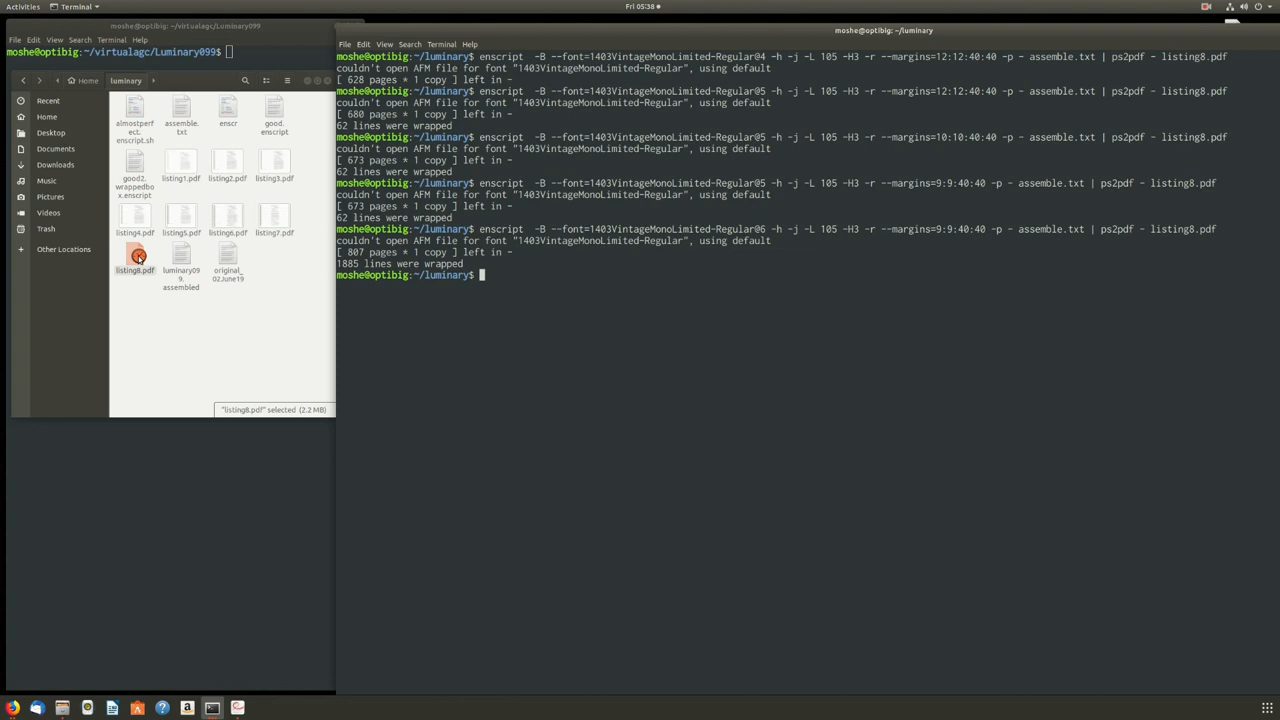 Activities Terminal ▾ Fri 05:38
moshe@optibig: ~/virtualagc/Luminary099
File Edit View Search Terminal Help
moshe@optibig:~/virtualagc/Luminary099$
Home luminary
Recent
Home
Desktop
Documents
Downloads
Music
Pictures
Videos
Trash
+ Other Locations
almostperf
ect.
enscript.sh
assemble.
txt
enscr
good.
enscript
good2.
wrappedbo
x.enscript
listing1.pdf
listing2.pdf
listing3.pdf
listing4.pdf
listing5.pdf
listing6.pdf
listing7.pdf
listing8.pdf
luminary09
9.
assembled
original_
02June19
"listing8.pdf" selected (2.2 MB)
moshe@optibig: ~/luminary
File Edit View Search Terminal Help
moshe@optibig:~/luminary$ enscript  -B --font=1403VintageMonoLimited-Regular@4 -h -j -L 105 -H3 -r --margins=12:12:40:40 -p - assemble.txt | ps2pdf - listing8.pdf
couldn't open AFM file for font "1403VintageMonoLimited-Regular", using default
[ 628 pages * 1 copy ] left in -
moshe@optibig:~/luminary$ enscript  -B --font=1403VintageMonoLimited-Regular@5 -h -j -L 105 -H3 -r --margins=12:12:40:40 -p - assemble.txt | ps2pdf - listing8.pdf
couldn't open AFM file for font "1403VintageMonoLimited-Regular", using default
[ 680 pages * 1 copy ] left in -
62 lines were wrapped
moshe@optibig:~/luminary$ enscript  -B --font=1403VintageMonoLimited-Regular@5 -h -j -L 105 -H3 -r --margins=10:10:40:40 -p - assemble.txt | ps2pdf - listing8.pdf
couldn't open AFM file for font "1403VintageMonoLimited-Regular", using default
[ 673 pages * 1 copy ] left in -
62 lines were wrapped
moshe@optibig:~/luminary$ enscript  -B --font=1403VintageMonoLimited-Regular@5 -h -j -L 105 -H3 -r --margins=9:9:40:40 -p - assemble.txt | ps2pdf - listing8.pdf
couldn't open AFM file for font "1403VintageMonoLimited-Regular", using default
[ 673 pages * 1 copy ] left in -
62 lines were wrapped
moshe@optibig:~/luminary$ enscript  -B --font=1403VintageMonoLimited-Regular@6 -h -j -L 105 -H3 -r --margins=9:9:40:40 -p - assemble.txt | ps2pdf - listing8.pdf
couldn't open AFM file for font "1403VintageMonoLimited-Regular", using default
[ 807 pages * 1 copy ] left in -
1885 lines were wrapped
moshe@optibig:~/luminary$